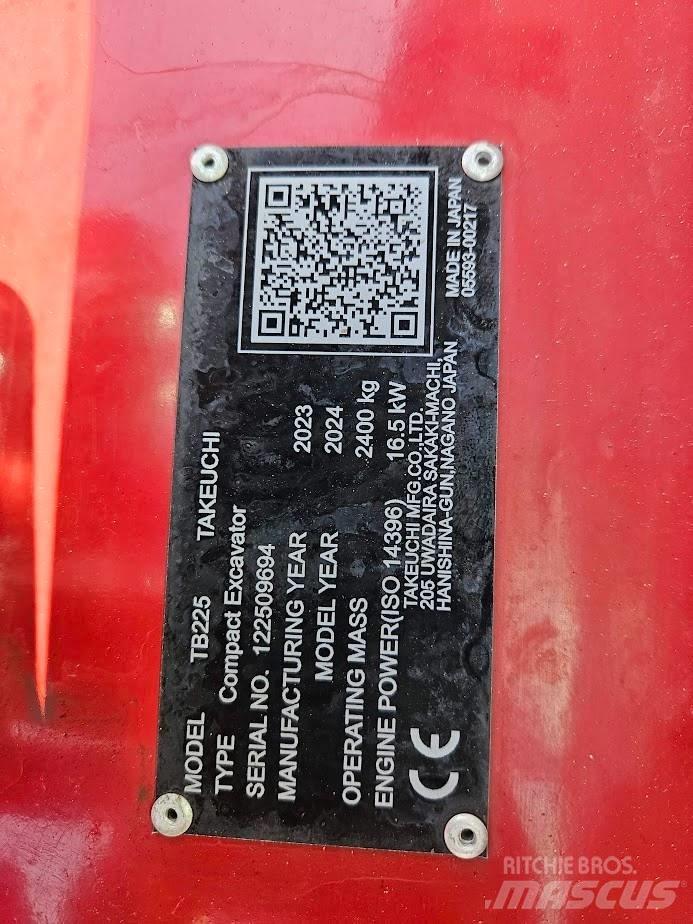 MODEL TB225 TAKEUCHI
TYPE Compact Excavator
SERIAL NO. 122509694
MANUFACTURING YEAR 2023
MODEL YEAR 2024
OPERATING MASS 2400 kg
ENGINE POWER(ISO 14396) 16.5 kW
TAKEUCHI MFG.CO.,LTD.
205 UWADAIRA SAKAKI-MACHI,
HANISHINA-GUN,NAGANO JAPAN
CE
MADE IN JAPAN
05593-00217
RITCHIE BROS.
MASCUS